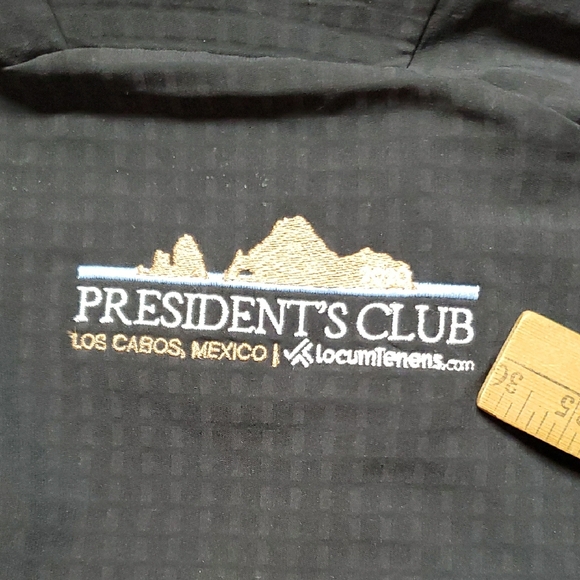 PRESIDENT'S CLUB
LOS CABOS, MEXICO | LocumTenens.com